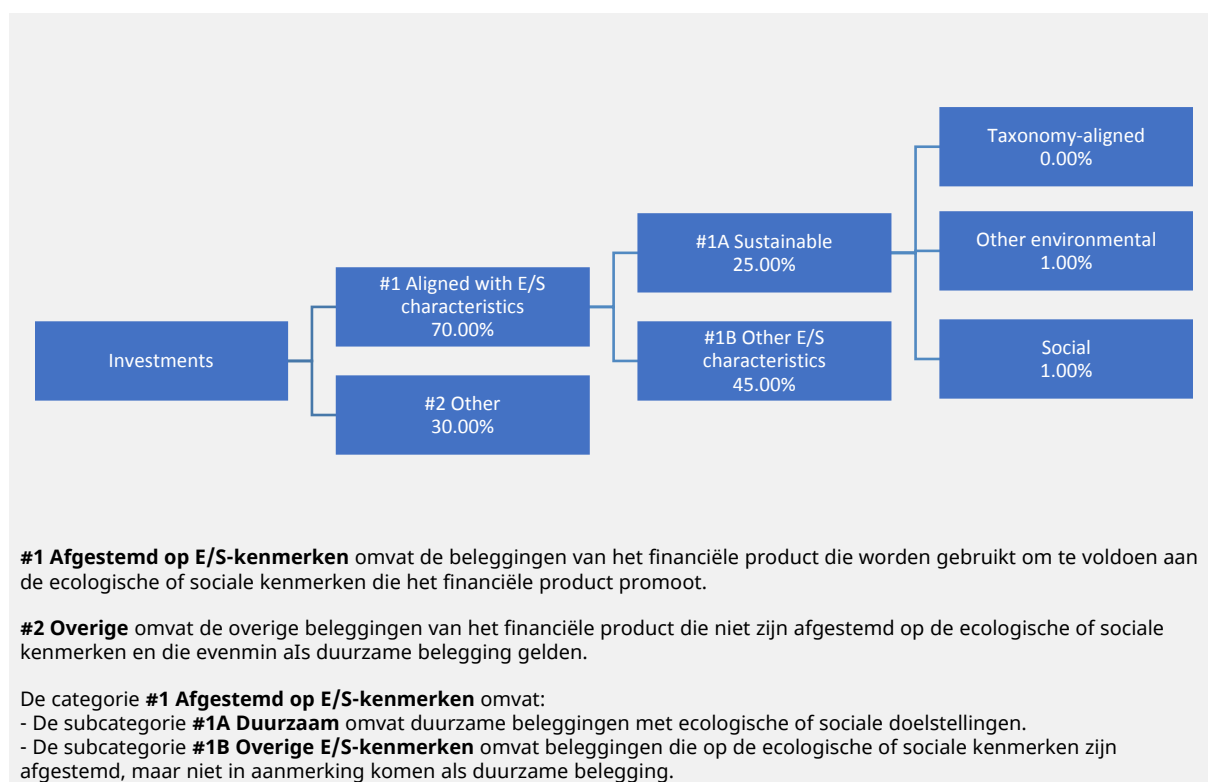 Taxonomy-aligned
0.00%
#1A Sustainable
25.00%
Other environmental
1.00%
#1 Aligned with E/S
characteristics
70.00%
Investments
#1B Other E/S
characteristics
45.00%
Social
1.00%
#2 Other
30.00%
#1 Afgestemd op E/S-kenmerken omvat de beleggingen van het financiële product die worden gebruikt om te voldoen aan
de ecologische of sociale kenmerken die het financiële product promoot.
#2 Overige omvat de overige beleggingen van het financiële product die niet zijn afgestemd op de ecologische of sociale
kenmerken en die evenmin aIs duurzame belegging gelden.
De categorie #1 Afgestemd op E/S-kenmerken omvat:
- De subcategorie #1A Duurzaam omvat duurzame beleggingen met ecologische of sociale doelstellingen.
- De subcategorie #1B Overige E/S-kenmerken omvat beleggingen die op de ecologische of sociale kenmerken zijn
afgestemd, maar niet in aanmerking komen als duurzame belegging.